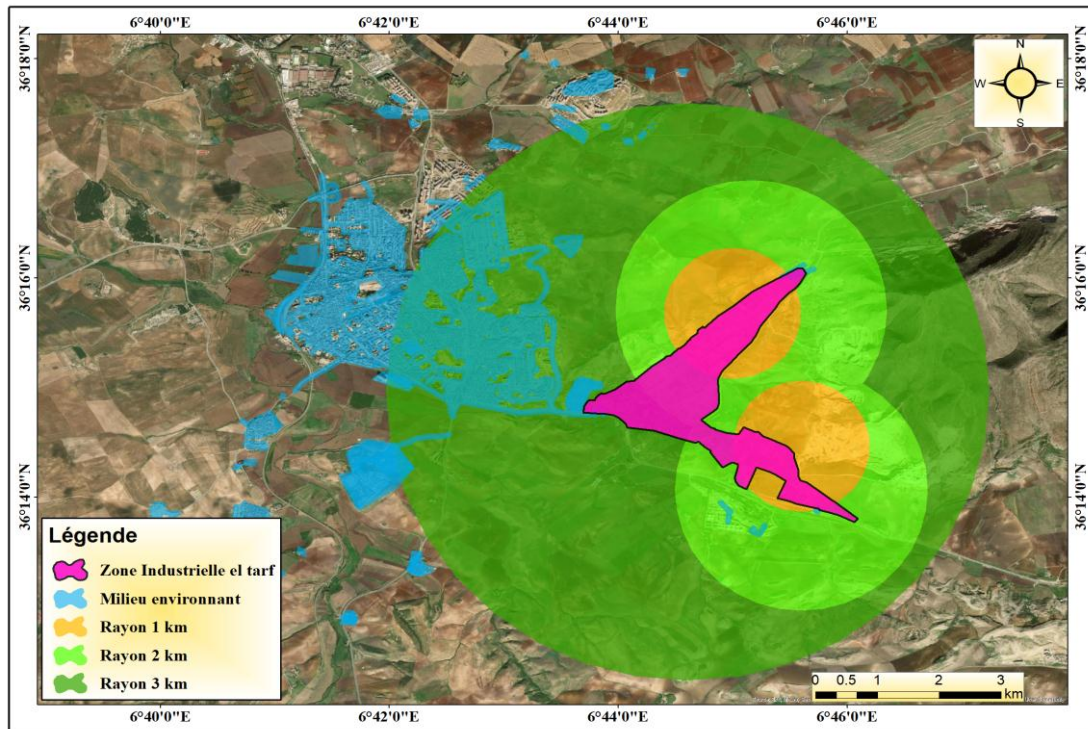 6°40'0"E 6°42'0"E 6°44'0"E 6°46'0"E
36°18'0"N 36°18'0"N
N
W E
S
36°16'0"N 36°16'0"N
36°14'0"N 36°14'0"N
Légende
Zone Industrielle el tarf
Milieu environnant
Rayon 1 km
Rayon 2 km
Rayon 3 km
0 0.5 1 2 3
km
6°40'0"E 6°42'0"E 6°44'0"E 6°46'0"E